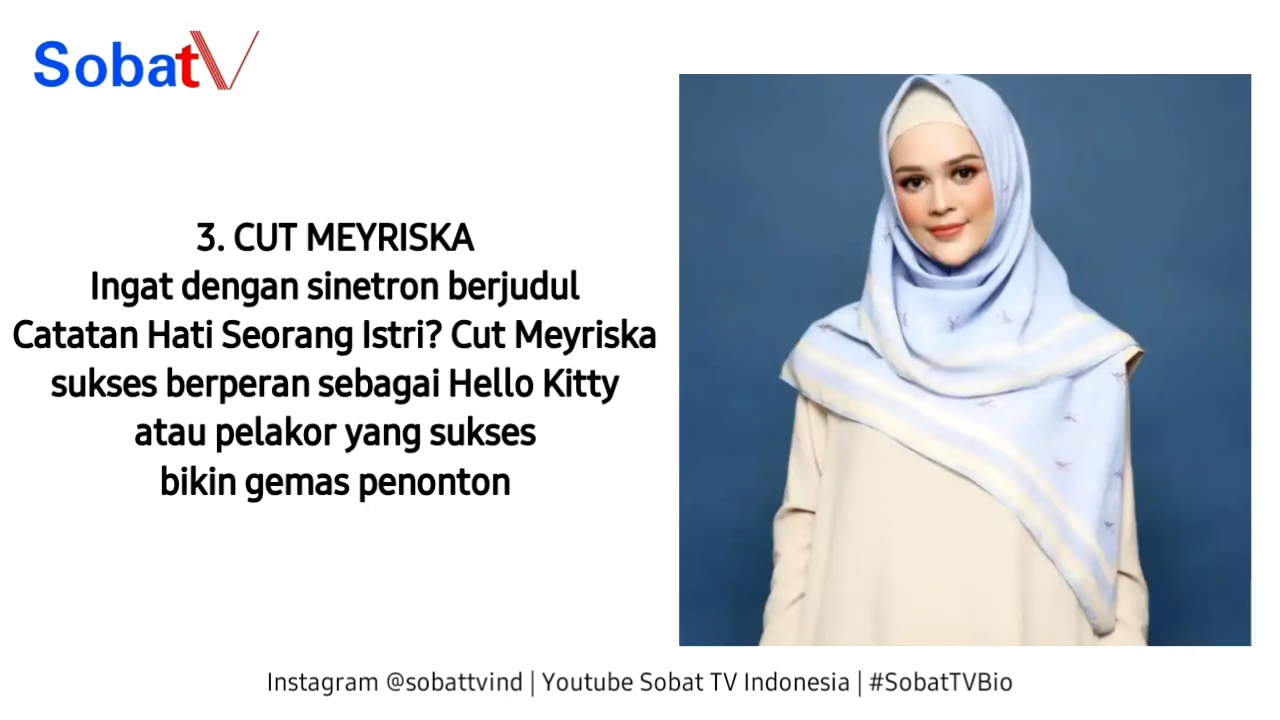 SobatV
3. CUT MEYRISKA
Ingat dengan sinetron berjudul
Catatan Hati Seorang Istri? Cut Meyriska
sukses berperan sebagai Hello Kitty
atau pelakor yang sukses
bikin gemas penonton
Instagram @sobattvind | Youtube Sobat TV Indonesia | #SobatTVBio